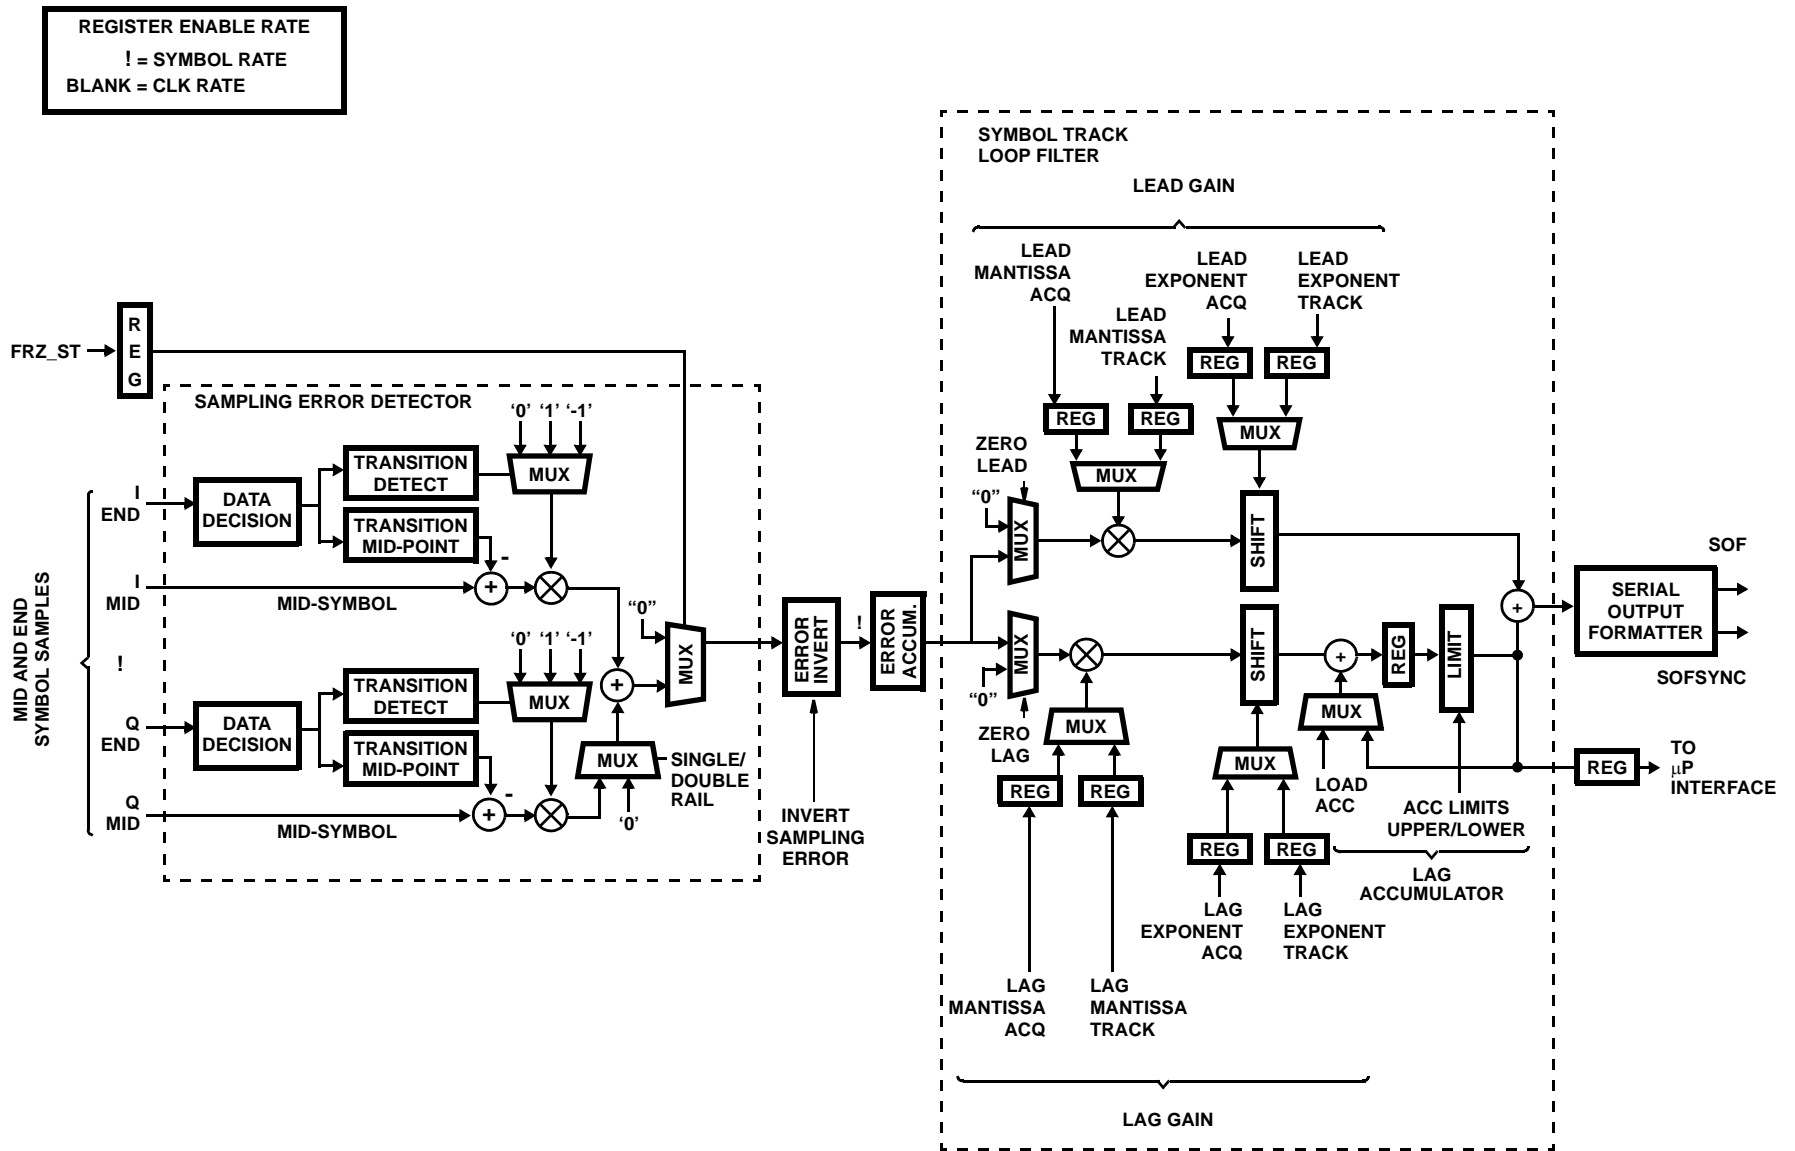 REGISTER ENABLE RATE
! = SYMBOL RATE
BLANK = CLK RATE
SYMBOL TRACK
LOOP FILTER
LEAD GAIN
LEAD
MANTISSA
ACQ
LEAD
MANTISSA
TRACK
LEAD
EXPONENT
ACQ
LEAD
EXPONENT
TRACK
REG
REG
REG
REG
MUX
MUX
FRZ_ST
R
E
G
SAMPLING ERROR DETECTOR
‘0’ ‘1’ ‘-1’
TRANSITION
DETECT
MUX
I
END
DATA
DECISION
TRANSITION
MID-POINT
-
+
I
MID
MID-SYMBOL
MID AND END
SYMBOL SAMPLES
!
‘0’ ‘1’ ‘-1’
TRANSITION
DETECT
MUX
Q
END
DATA
DECISION
TRANSITION
MID-POINT
-
+
Q
MID
MID-SYMBOL
+
MUX
SINGLE/
DOUBLE
RAIL
‘0’
“0”
MUX
ERROR
INVERT
INVERT
SAMPLING
ERROR
!
ERROR
ACCUM.
ZERO
LEAD
“0”
MUX
SHIFT
MUX
“0”
ZERO
LAG
MUX
REG
REG
LAG
MANTISSA
ACQ
LAG
MANTISSA
TRACK
SHIFT
MUX
REG
REG
LAG
EXPONENT
ACQ
LAG
EXPONENT
TRACK
+
MUX
LOAD
ACC
REG
LIMIT
ACC LIMITS
UPPER/LOWER
LAG
ACCUMULATOR
+
SERIAL
OUTPUT
FORMATTER
SOF
SOFSYNC
REG
TO
µP
INTERFACE
LAG GAIN